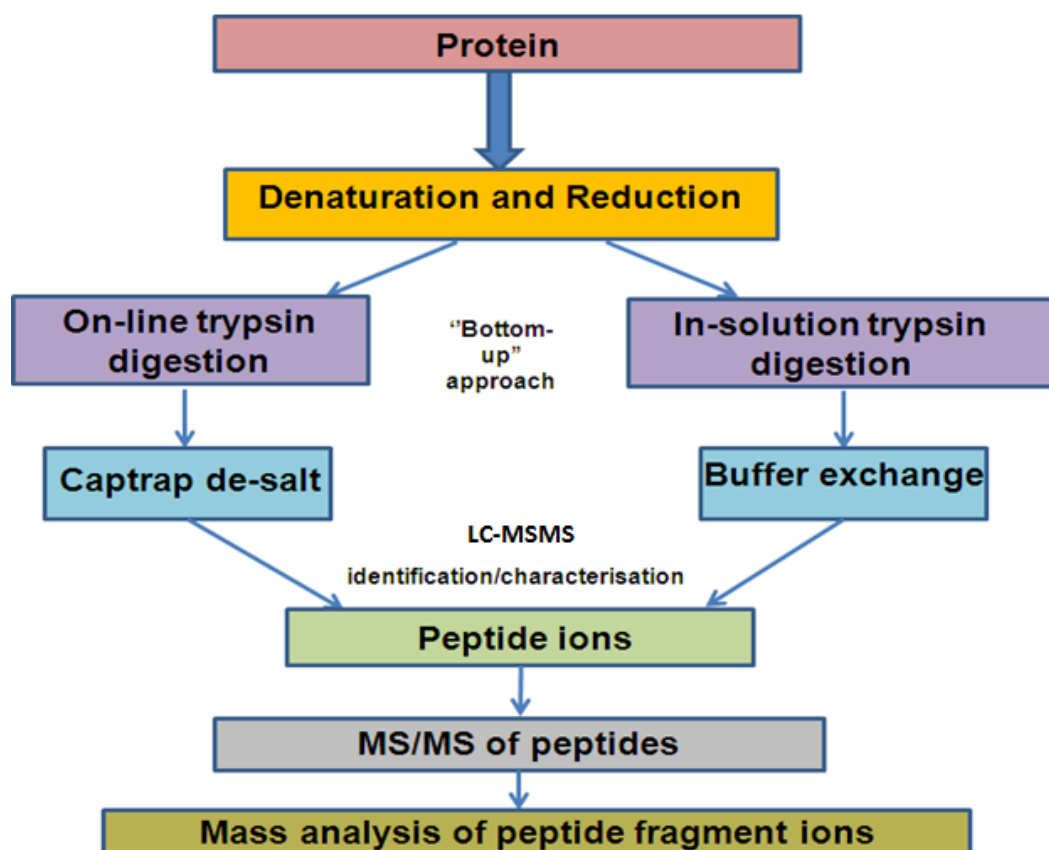 Protein
Denaturation and Reduction
On-line trypsin
digestion
‘’Bottom-
up”
approach
In-solution trypsin
digestion
Captrap de-salt
Buffer exchange
LC-MSMS
identification/characterisation
Peptide ions
MS/MS of peptides
Mass analysis of peptide fragment ions